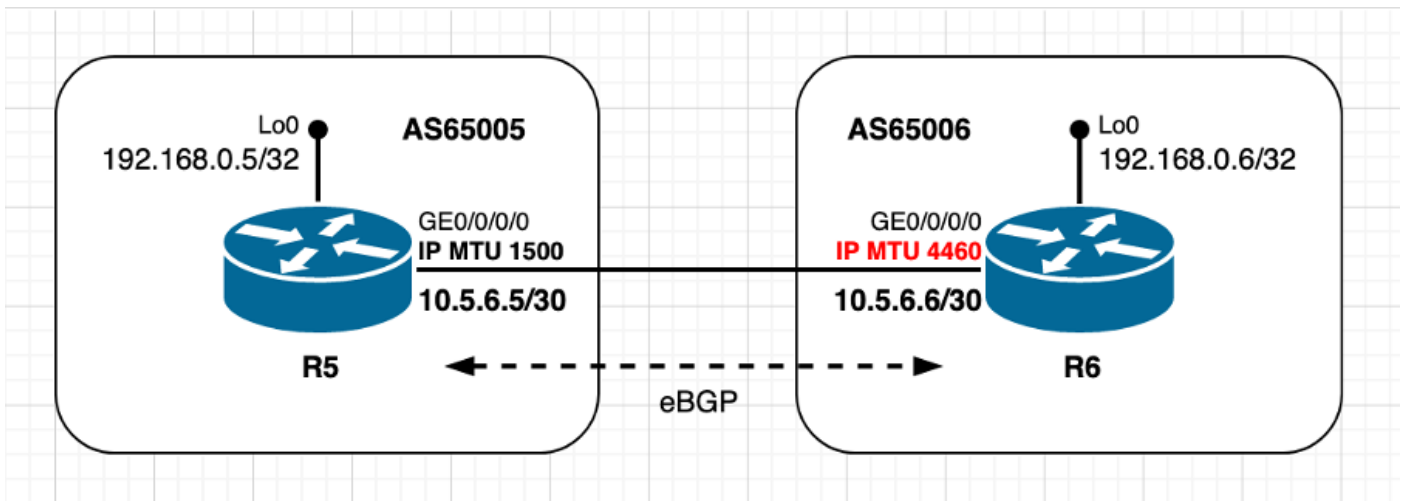 Lo0
192.168.0.5/32
AS65005
GE0/0/0/0
IP MTU 1500
10.5.6.5/30
R5
AS65006
Lo0
192.168.0.6/32
GE0/0/0/0
IP MTU 4460
10.5.6.6/30
R6
eBGP